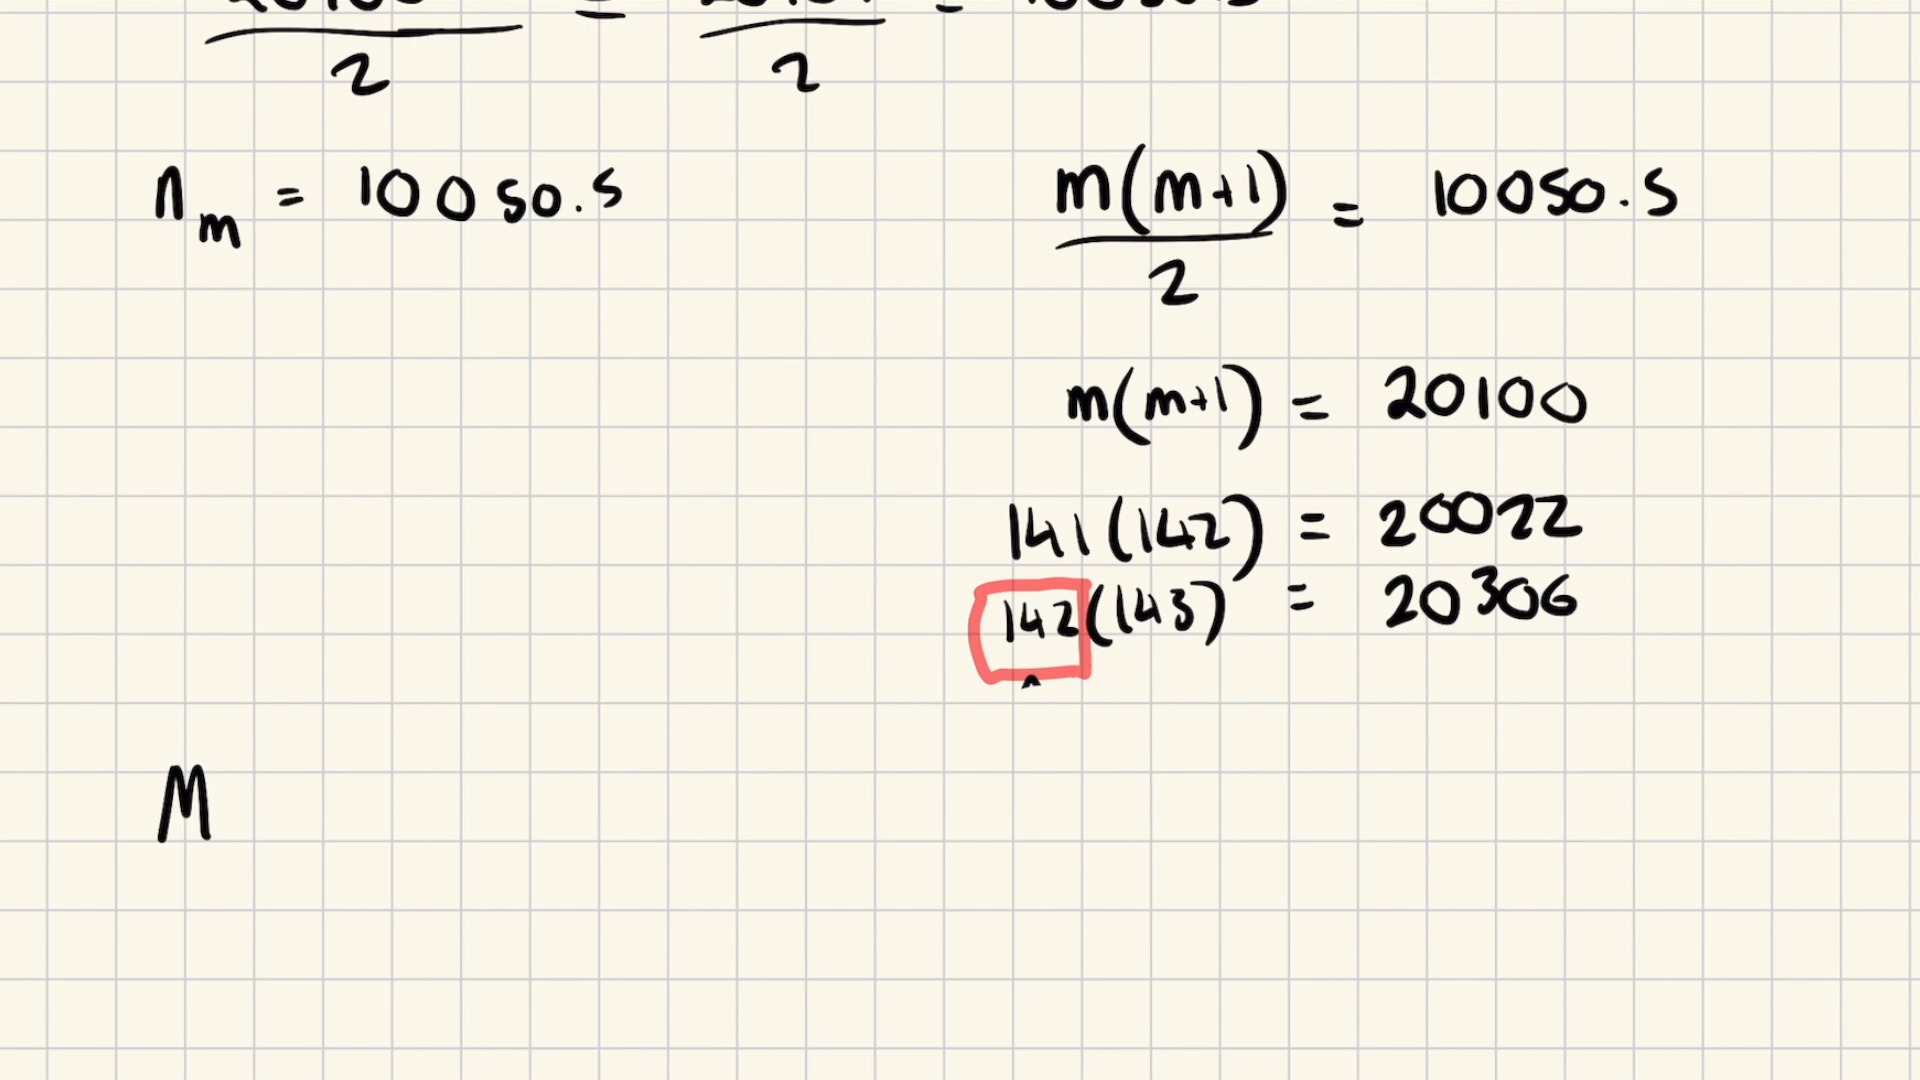 2 2
n_m = 10050.5
m(m+1)/2 = 10050.5
m(m+1) = 20100
141(142) = 20022
142(143) = 20306
M